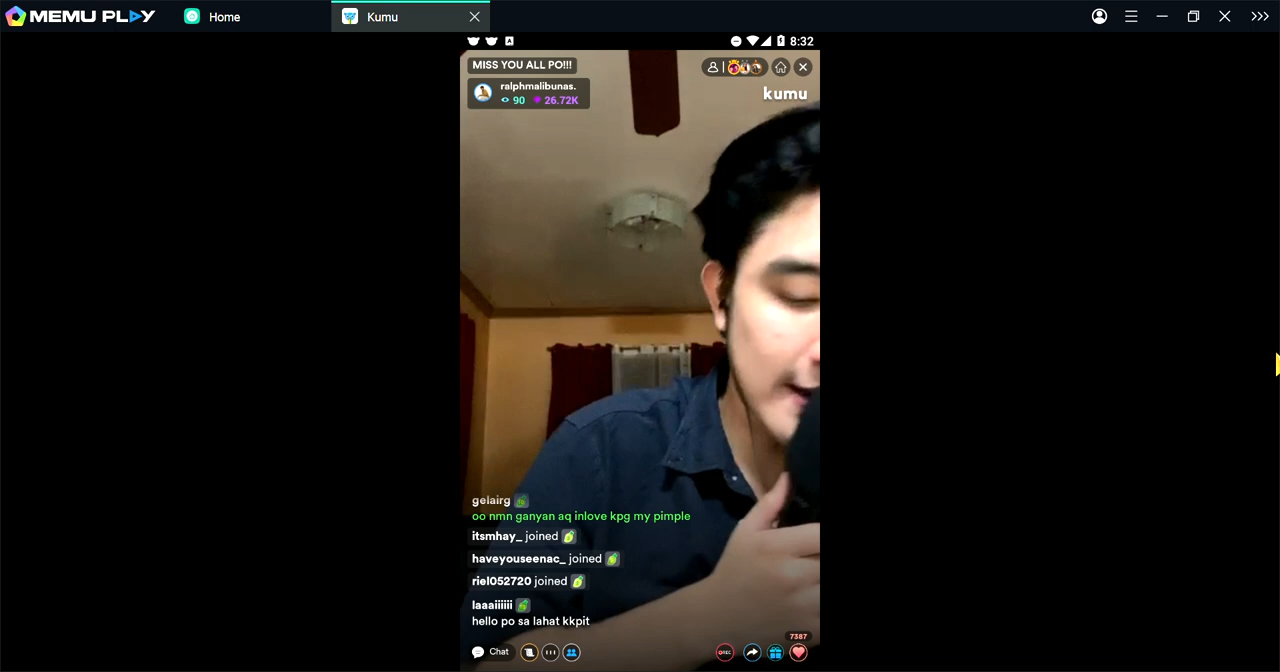 MEMU PLAY
Home
Kumu
8:32
MISS YOU ALL PO!!!
ralphmalibunas.
90
26.72K
kumu
gelairg
oo nmn ganyan aq inlove kpg my pimple
itsmhay_ joined
haveyouseenac_ joined
riel052720 joined
laaaiiiiii
hello po sa lahat kkpit
7387
Chat
REC